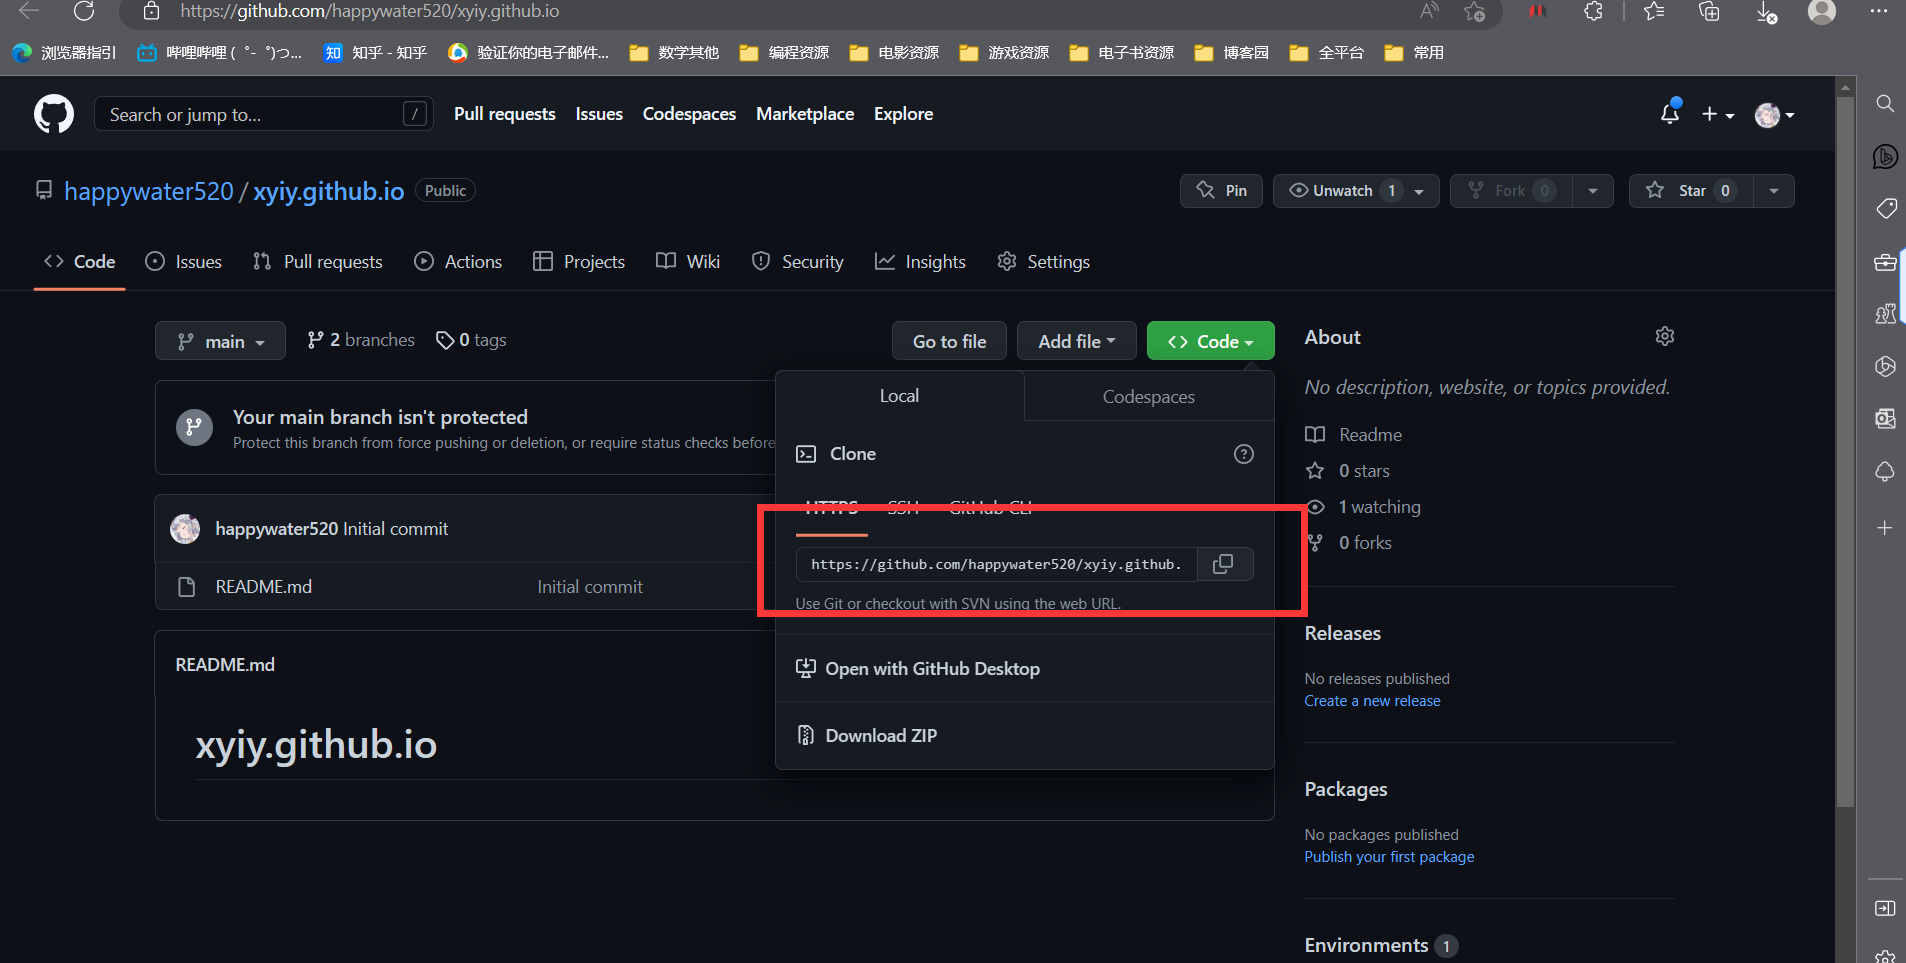 https://github.com/happywater520/xyiy.github.io
浏览器指引 哔哩哔哩 ( ゜- ゜)つ... 知 知乎 - 知乎 验证你的电子邮件... 数学其他 编程资源 电影资源 游戏资源 电子书资源 博客园 全平台 常用
Search or jump to... / Pull requests Issues Codespaces Marketplace Explore
happywater520 / xyiy.github.io Public Pin Unwatch 1 Fork 0 Star 0
Code Issues Pull requests Actions Projects Wiki Security Insights Settings
main 2 branches 0 tags Go to file Add file Code
Your main branch isn't protected
Protect this branch from force pushing or deletion, or require status checks before
happywater520 Initial commit
README.md Initial commit
README.md
xyiy.github.io
Local Codespaces
Clone
HTTPS SSH GitHub CLI
https://github.com/happywater520/xyiy.github.
Use Git or checkout with SVN using the web URL.
Open with GitHub Desktop
Download ZIP
About
No description, website, or topics provided.
Readme
0 stars
1 watching
0 forks
Releases
No releases published
Create a new release
Packages
No packages published
Publish your first package
Environments 1